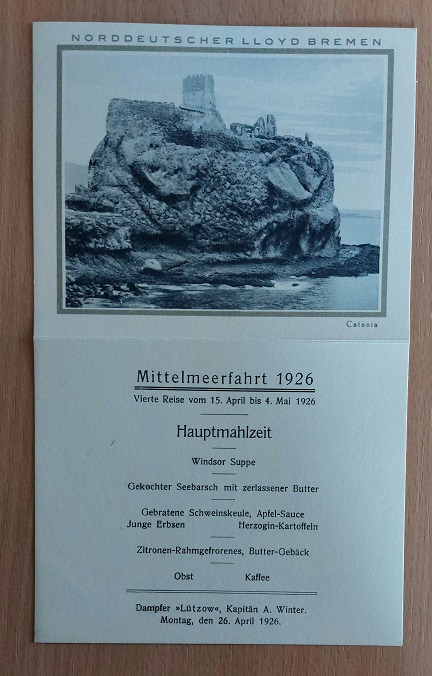 NORDDEUTSCHER LLOYD BREMEN
Catania
Mittelmeerfahrt 1926
Vierte Reise vom 15. April bis 4. Mai 1926
Hauptmahlzeit
Windsor Suppe
Gekochter Seebarsch mit zerlassener Butter
Gebratene Schweinskeule, Apfel-Sauce
Junge Erbsen Herzogin-Kartoffeln
Zitronen-Rahmgefrorenes, Butter-Gebäck
Obst Kaffee
Dampfer »Lützow«, Kapitän A. Winter.
Montag, den 26. April 1926.